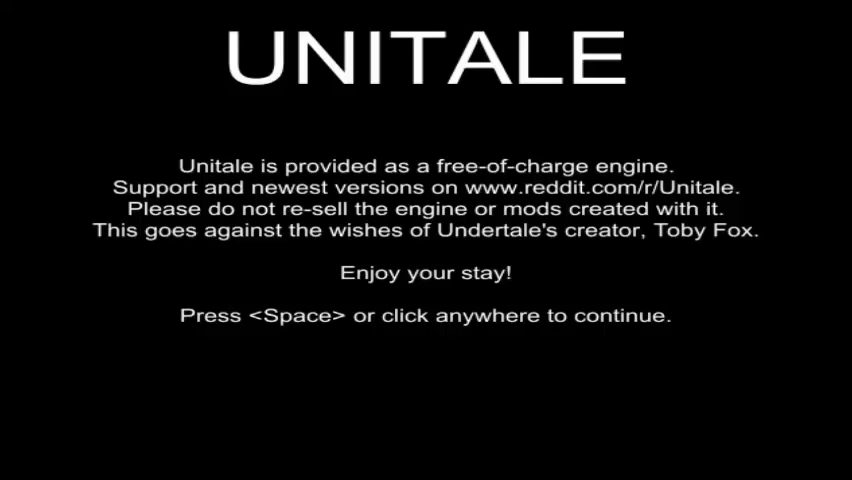 UNITALE
Unitale is provided as a free-of-charge engine.
Support and newest versions on www.reddit.com/r/Unitale.
Please do not re-sell the engine or mods created with it.
This goes against the wishes of Undertale's creator, Toby Fox.
Enjoy your stay!
Press <Space> or click anywhere to continue.